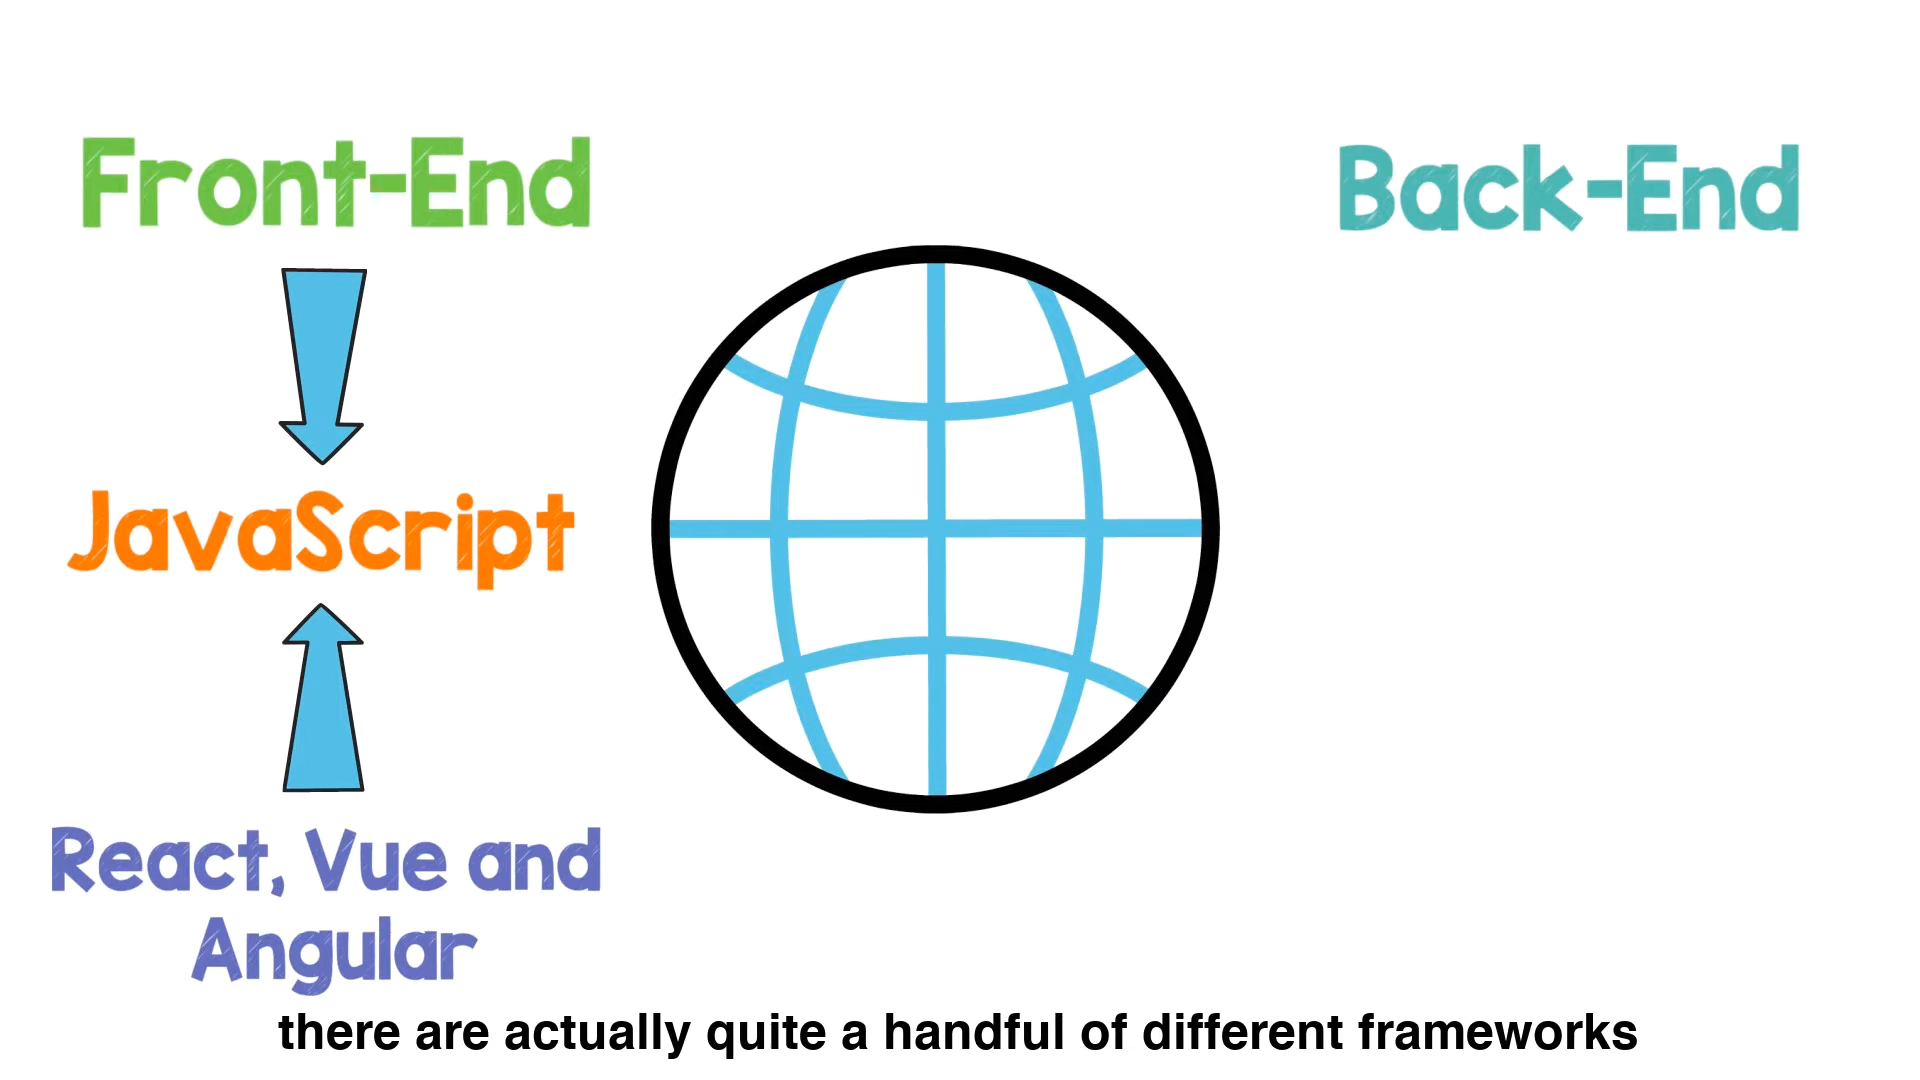 Front-End
Back-End
JavaScript
React, Vue and
Angular
there are actually quite a handful of different frameworks